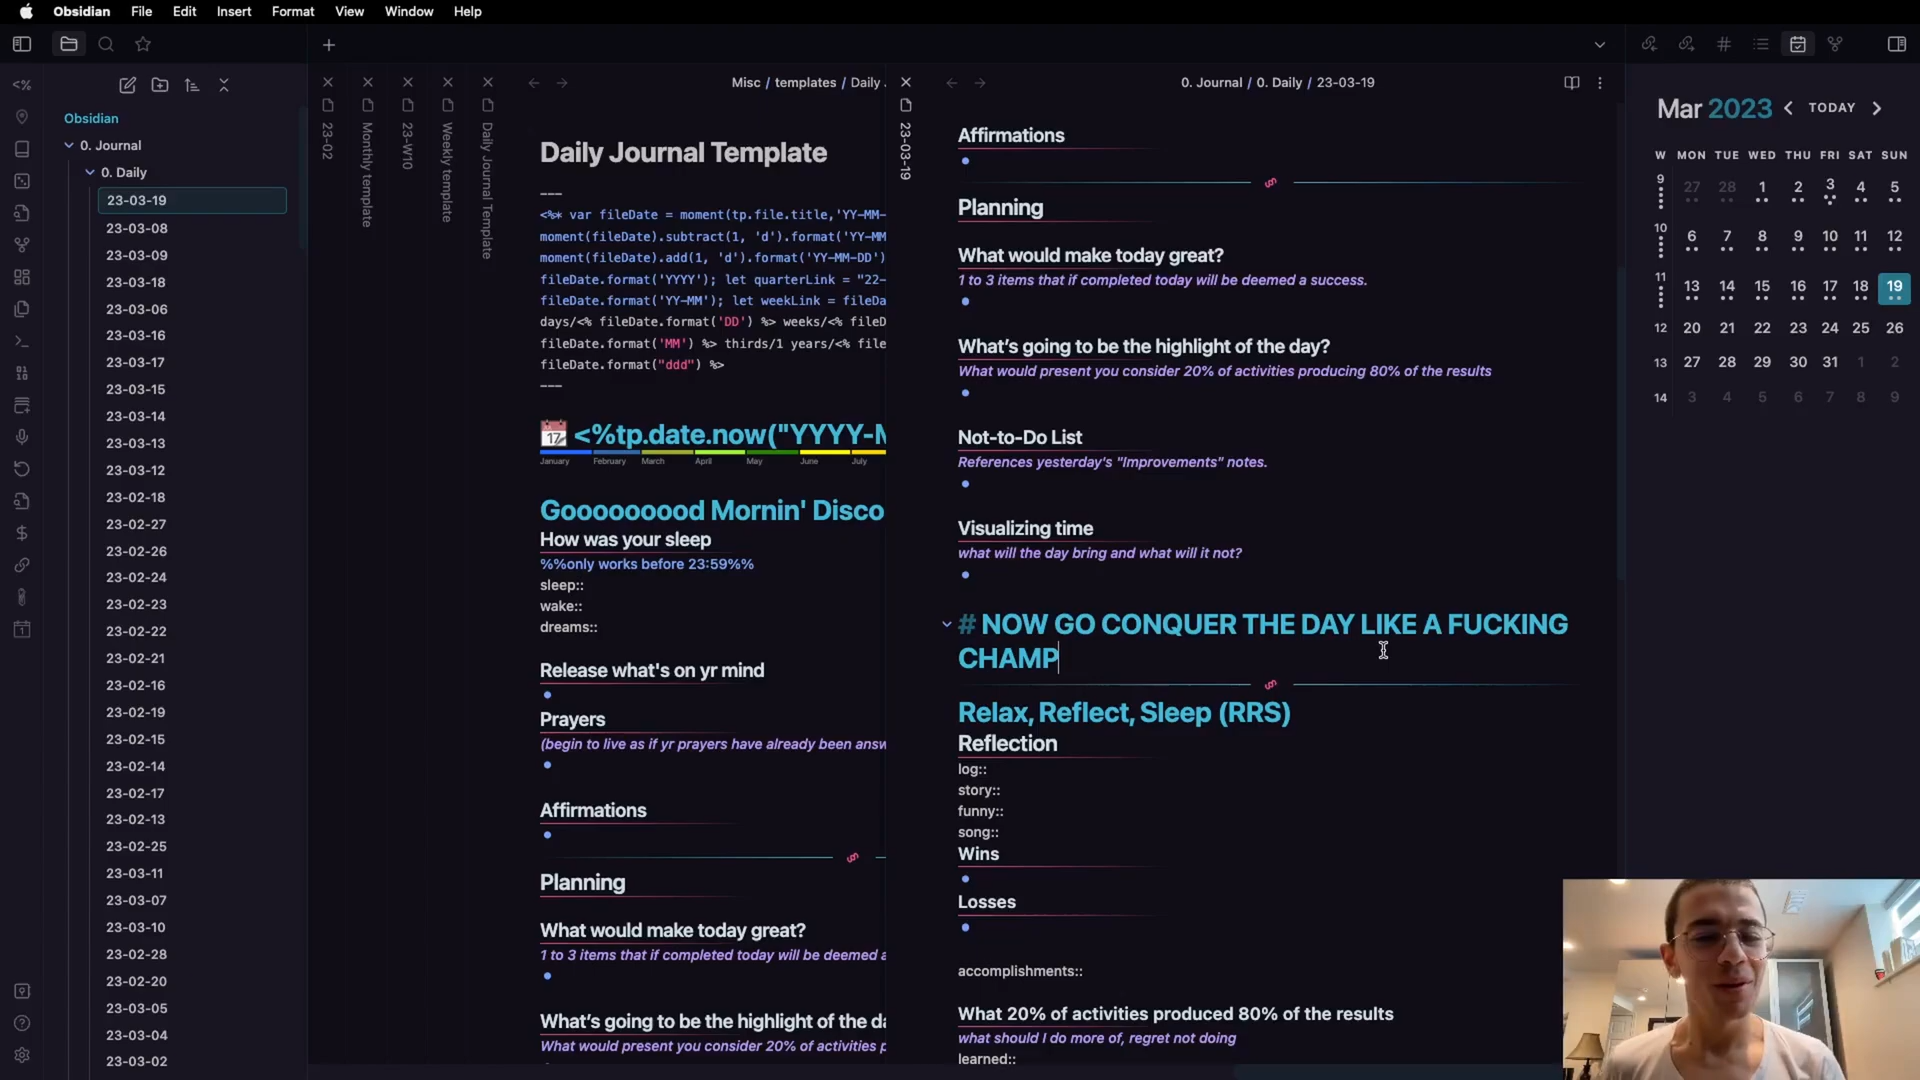 Obsidian File Edit Insert Format View Window Help
Obsidian
0. Journal
0. Daily
23-03-19
23-03-08
23-03-09
23-03-18
23-03-06
23-03-16
23-03-17
23-03-15
23-03-14
23-03-13
23-03-12
23-02-18
23-02-27
23-02-26
23-02-24
23-02-23
23-02-22
23-02-21
23-02-16
23-02-19
23-02-15
23-02-14
23-02-17
23-02-13
23-02-25
23-03-11
23-03-07
23-03-10
23-02-28
23-02-20
23-03-05
23-03-04
23-03-02
23-02
Monthly template
23-W10
Weekly template
Daily Journal Template
Misc / templates / Daily
Daily Journal Template
---
<%* var fileDate = moment(tp.file.title,'YY-MM-
moment(fileDate).subtract(1, 'd').format('YY-MM
moment(fileDate).add(1, 'd').format('YY-MM-DD')
fileDate.format('YYYY'); let quarterLink = "22-
fileDate.format('YY-MM'); let weekLink = fileDa
days/<% fileDate.format('DD') %> weeks/<% fileD
fileDate.format('MM') %> thirds/1 years/<% file
fileDate.format("ddd") %>
---
17 <%tp.date.now("YYYY-M
January February March April May June July
Gooooooood Mornin' Disco
How was your sleep
%%only works before 23:59%%
sleep::
wake::
dreams::
Release what's on yr mind
Prayers
(begin to live as if yr prayers have already been answ
Affirmations
Planning
What would make today great?
1 to 3 items that if completed today will be deemed a
What's going to be the highlight of the da
What would present you consider 20% of activities p
23-03-19
0. Journal / 0. Daily / 23-03-19
Affirmations
Planning
What would make today great?
1 to 3 items that if completed today will be deemed a success.
What's going to be the highlight of the day?
What would present you consider 20% of activities producing 80% of the results
Not-to-Do List
References yesterday's "Improvements" notes.
Visualizing time
what will the day bring and what will it not?
# NOW GO CONQUER THE DAY LIKE A FUCKING
CHAMP
Relax, Reflect, Sleep (RRS)
Reflection
log::
story::
funny::
song::
Wins
Losses
accomplishments::
What 20% of activities produced 80% of the results
what should I do more of, regret not doing
learned::
Mar 2023 TODAY
W MON TUE WED THU FRI SAT SUN
9 27 28 1 2 3 4 5
10 6 7 8 9 10 11 12
11 13 14 15 16 17 18 19
12 20 21 22 23 24 25 26
13 27 28 29 30 31 1 2
14 3 4 5 6 7 8 9